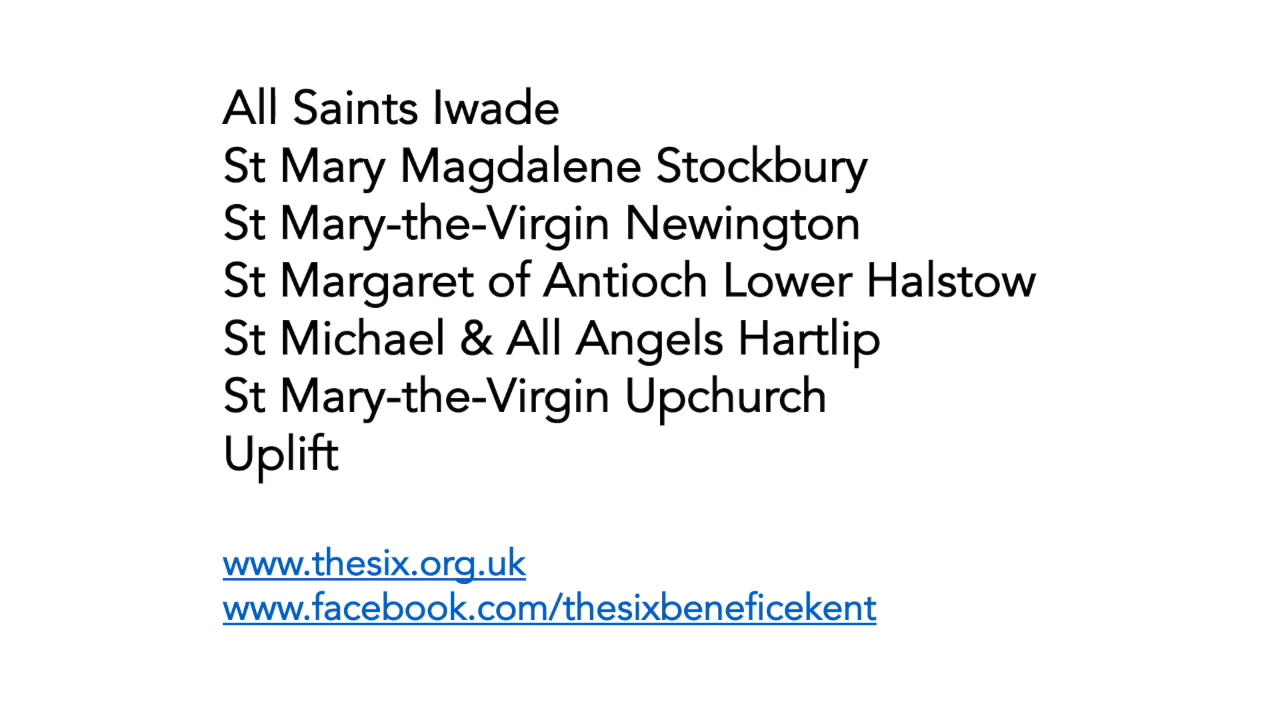 All Saints Iwade
St Mary Magdalene Stockbury
St Mary-the-Virgin Newington
St Margaret of Antioch Lower Halstow
St Michael & All Angels Hartlip
St Mary-the-Virgin Upchurch
Uplift
www.thesix.org.uk
www.facebook.com/thesixbeneficekent